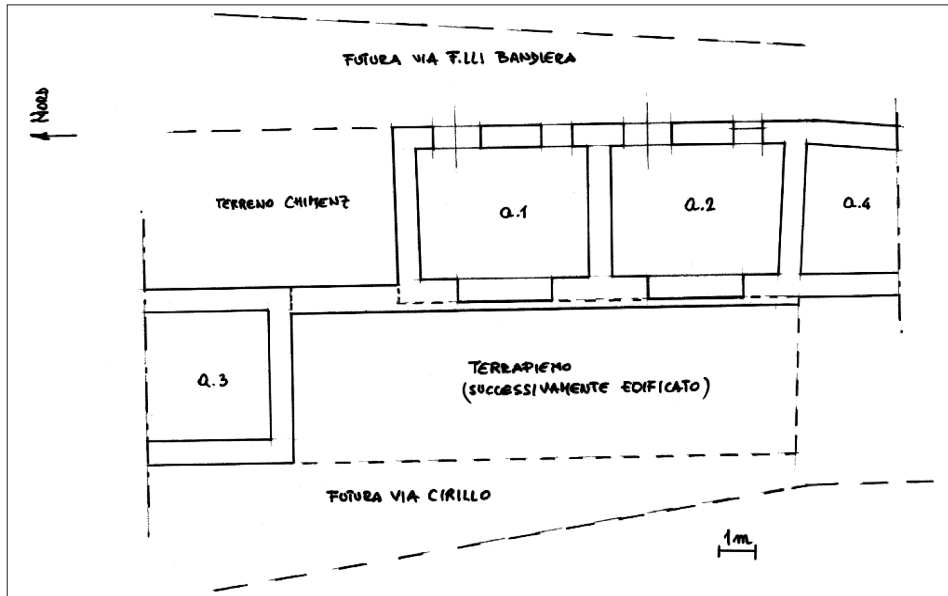 FUTURA VIA F.LLI BANDIERA
NORD
TERRENO CHIMENZ
a.1
a.2
a.4
a.3
TERRAPIENO
(SUCCESSIVAMENTE EDIFICATO)
FUTURA VIA CIRILLO
1m